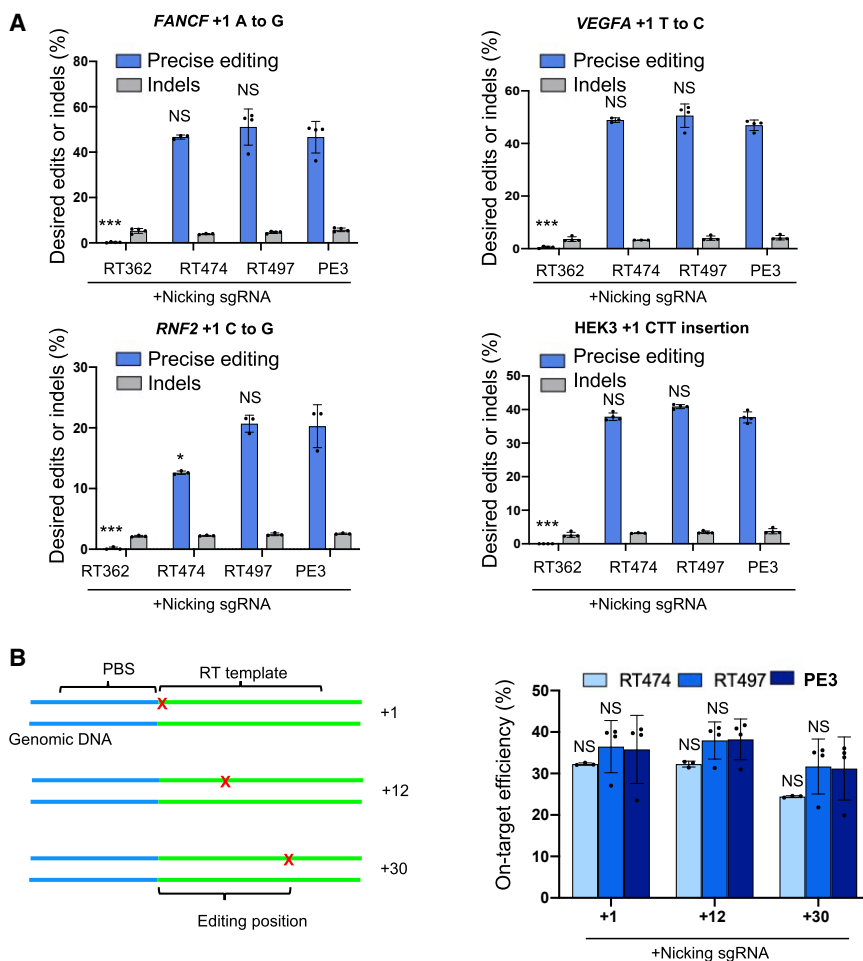 A
FANCF +1 A to G
Desired edits or indels (%)
80
60
40
20
0
Precise editing
Indels
NS
NS
***
RT362 RT474 RT497 PE3
+Nicking sgRNA
VEGFA +1 T to C
Desired edits or indels (%)
60
40
20
0
Precise editing
Indels
NS
NS
***
RT362 RT474 RT497 PE3
+Nicking sgRNA
RNF2 +1 C to G
Desired edits or indels (%)
30
20
10
0
Precise editing
Indels
NS
*
***
RT362 RT474 RT497 PE3
+Nicking sgRNA
HEK3 +1 CTT insertion
Desired edits or indels (%)
50
40
30
20
10
0
Precise editing
Indels
NS NS
***
RT362 RT474 RT497 PE3
+Nicking sgRNA
B
PBS RT template
X
+1
Genomic DNA
X
+12
X
+30
Editing position
On-target efficiency (%)
50
40
30
20
10
0
RT474 RT497 PE3
NS NS
NS NS
NS NS
+1 +12 +30
+Nicking sgRNA